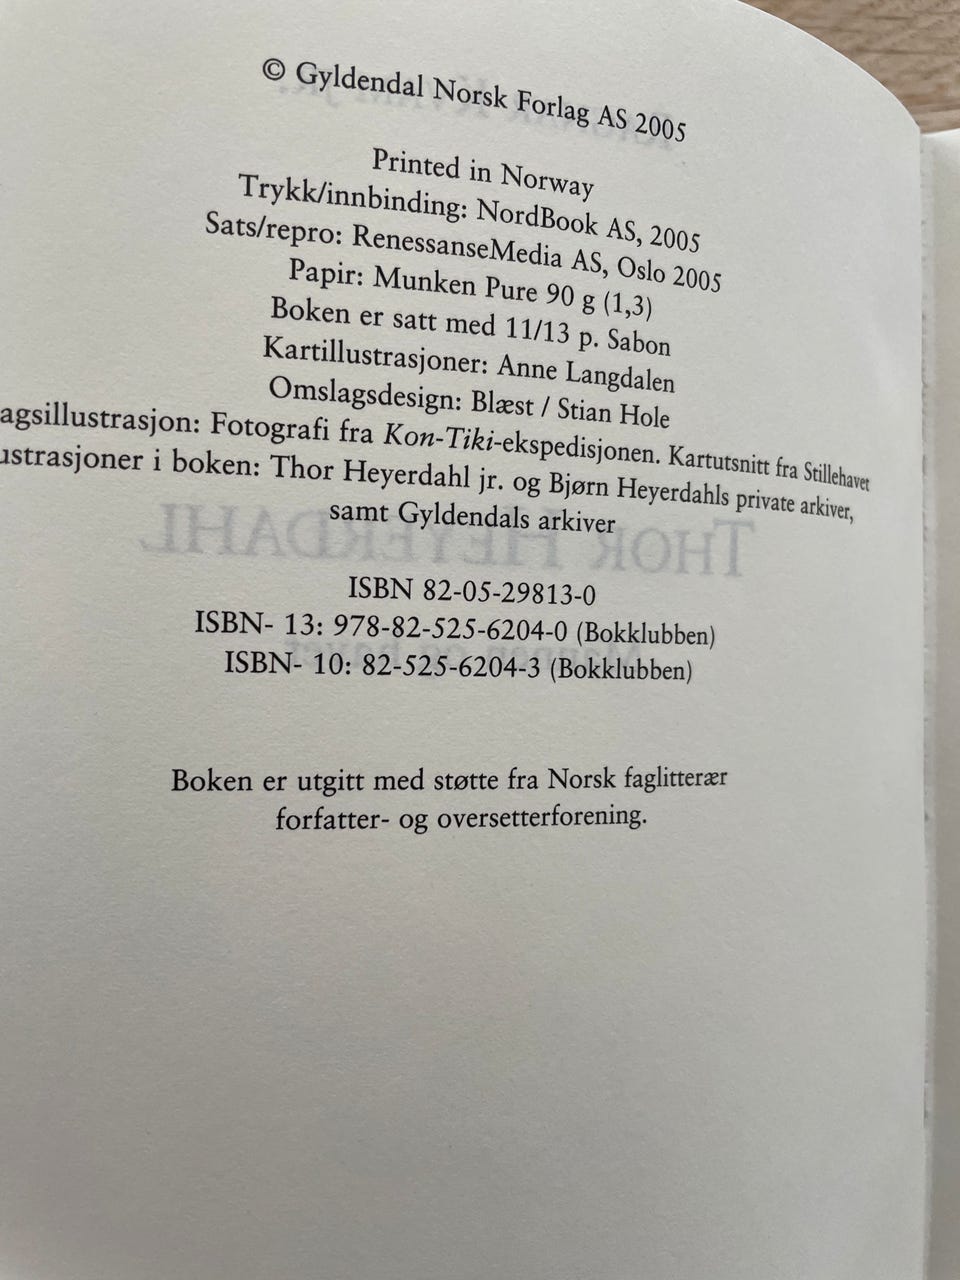 © Gyldendal Norsk Forlag AS 2005
Printed in Norway
Trykk/innbinding: NordBook AS, 2005
Sats/repro: RenessanseMedia AS, Oslo 2005
Papir: Munken Pure 90 g (1,3)
Boken er satt med 11/13 p. Sabon
Kartillustrasjoner: Anne Langdalen
Omslagsdesign: Blæst / Stian Hole
agsillustrasjon: Fotografi fra Kon-Tiki-ekspedisjonen. Kartutsnitt fra Stillehavet
ustrasjoner i boken: Thor Heyerdahl jr. og Bjørn Heyerdahls private arkiver,
samt Gyldendals arkiver
THOR HEYERDAHL
ISBN 82-05-29813-0
ISBN- 13: 978-82-525-6204-0 (Bokklubben)
ISBN- 10: 82-525-6204-3 (Bokklubben)
Boken er utgitt med støtte fra Norsk faglitterær
forfatter- og oversetterforening.